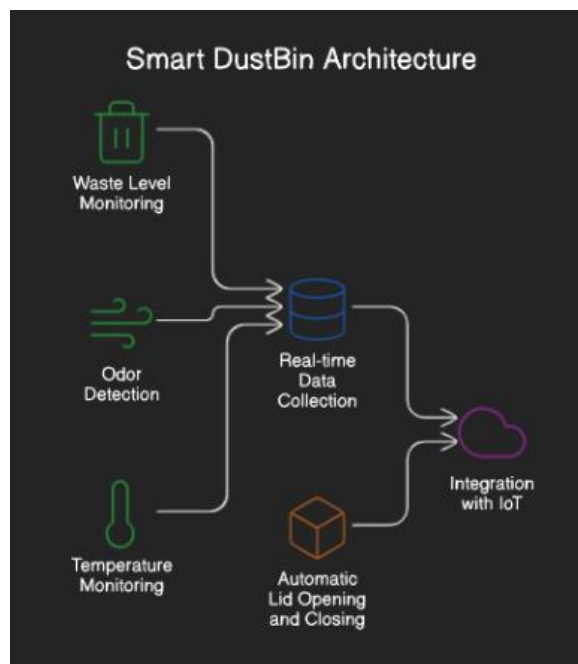 Smart DustBin Architecture
Waste Level
Monitoring
Odor
Detection
Real-time
Data
Collection
Integration
with IoT
Temperature
Monitoring
Automatic
Lid Opening
and Closing